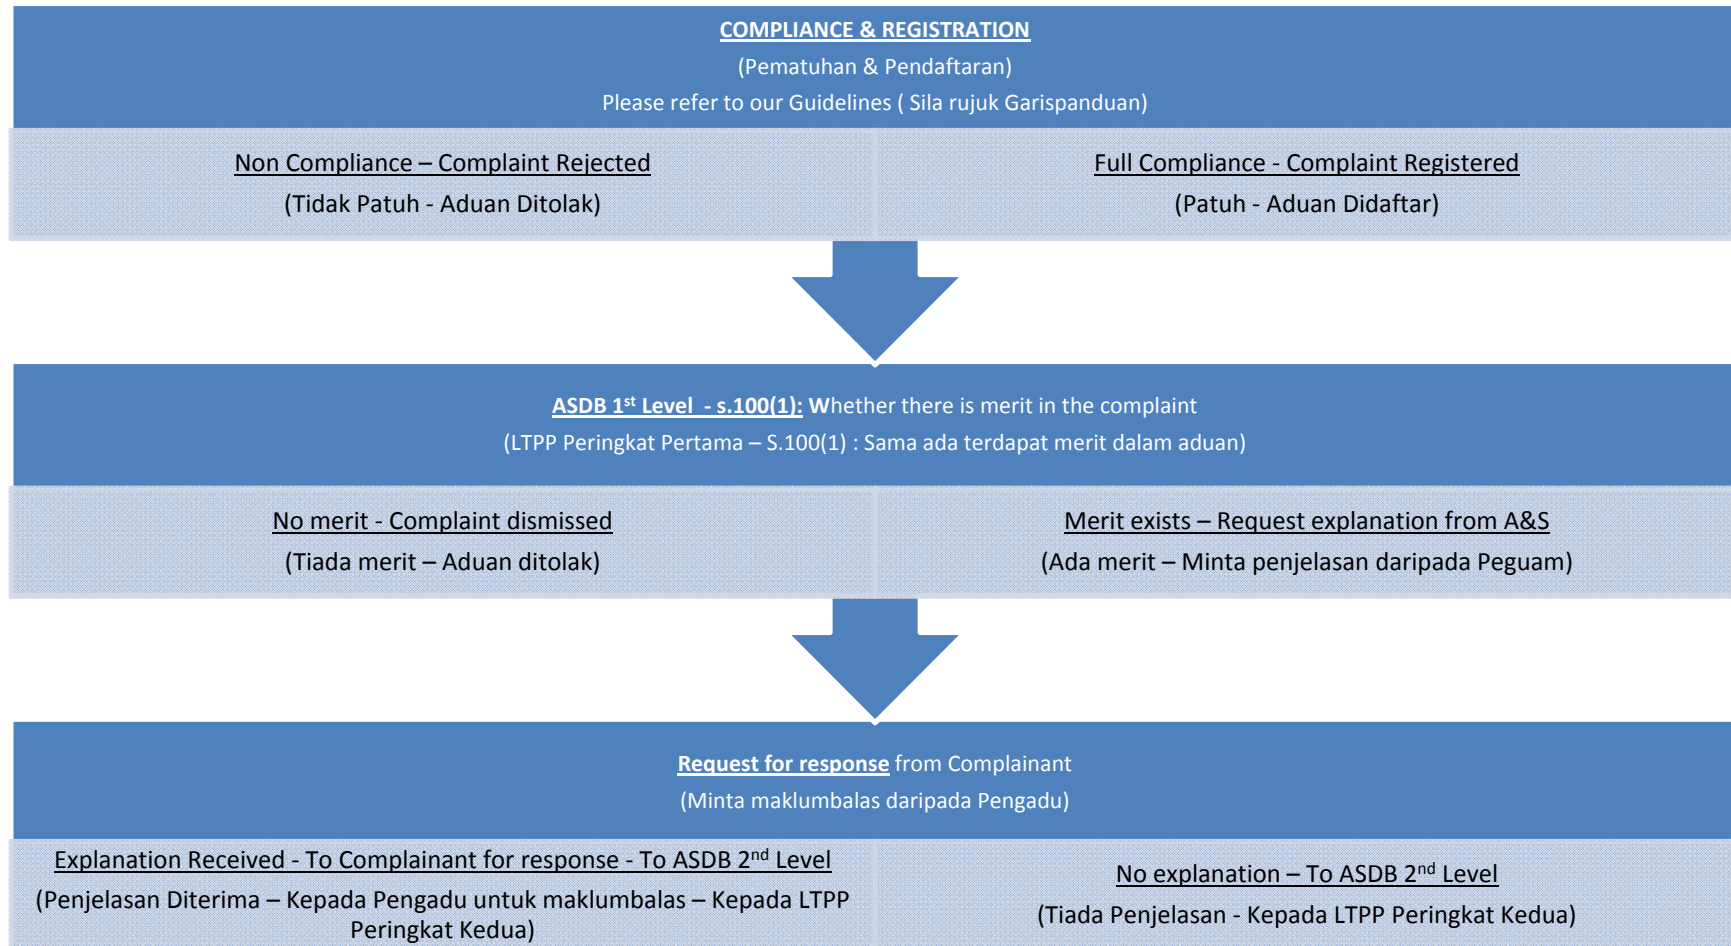 COMPLIANCE & REGISTRATION
(Pematuhan & Pendaftaran)
Please refer to our Guidelines ( Sila rujuk Garispanduan)
Non Compliance – Complaint Rejected
(Tidak Patuh - Aduan Ditolak)
Full Compliance - Complaint Registered
(Patuh - Aduan Didaftar)
ASDB 1st Level - s.100(1): Whether there is merit in the complaint
(LTPP Peringkat Pertama – S.100(1) : Sama ada terdapat merit dalam aduan)
No merit - Complaint dismissed
(Tiada merit – Aduan ditolak)
Merit exists – Request explanation from A&S
(Ada merit – Minta penjelasan daripada Peguam)
Request for response from Complainant
(Minta maklumbalas daripada Pengadu)
Explanation Received - To Complainant for response - To ASDB 2nd Level
(Penjelasan Diterima – Kepada Pengadu untuk maklumbalas – Kepada LTPP
Peringkat Kedua)
No explanation – To ASDB 2nd Level
(Tiada Penjelasan - Kepada LTPP Peringkat Kedua)